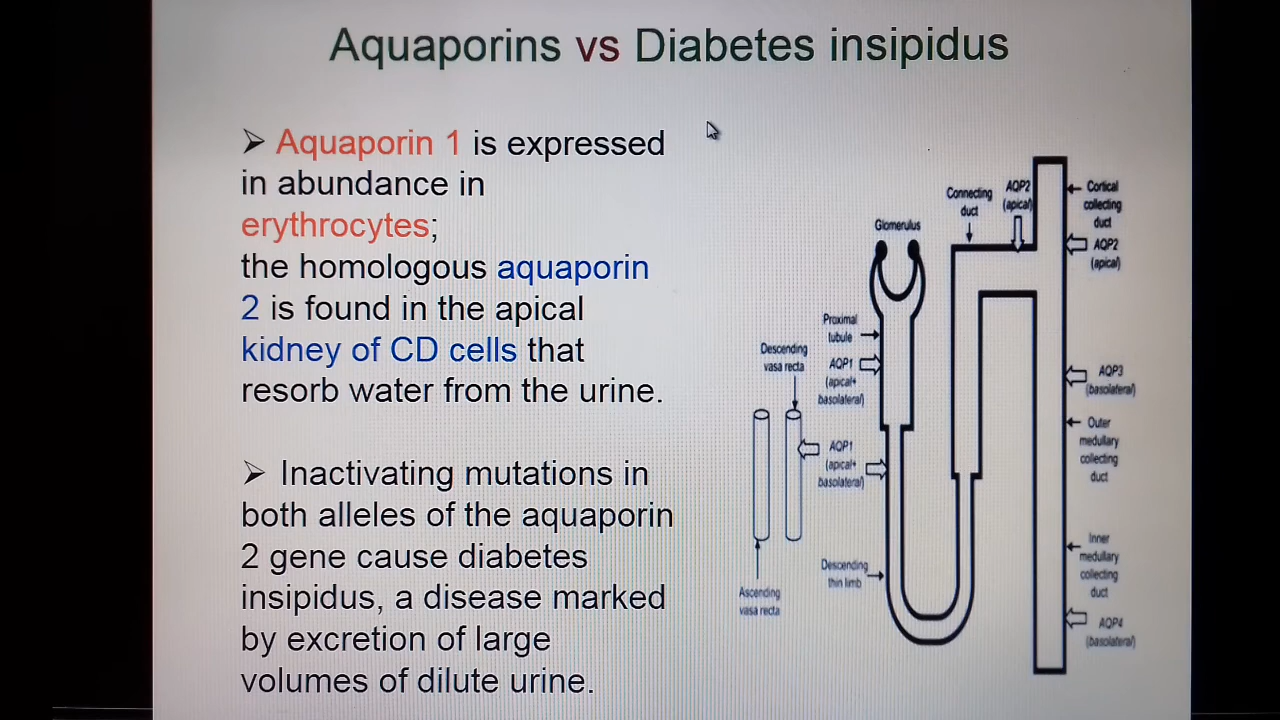 Aquaporins vs Diabetes insipidus
➢ Aquaporin 1 is expressed
in abundance in
erythrocytes;
the homologous aquaporin
2 is found in the apical
kidney of CD cells that
resorb water from the urine.
➢ Inactivating mutations in
both alleles of the aquaporin
2 gene cause diabetes
insipidus, a disease marked
by excretion of large
volumes of dilute urine.
Glomerulus
Proximal
tubule
AQP1
(apical+
basolateral)
Descending
vasa recta
AQP1
(apical+
basolateral)
Descending
thin limb
Ascending
vasa recta
Connecting
duct
AQP2
(apical)
Cortical
collecting
duct
AQP2
(apical)
AQP3
(basolateral)
Outer
medullary
collecting
duct
Inner
medullary
collecting
duct
AQP4
(basolateral)